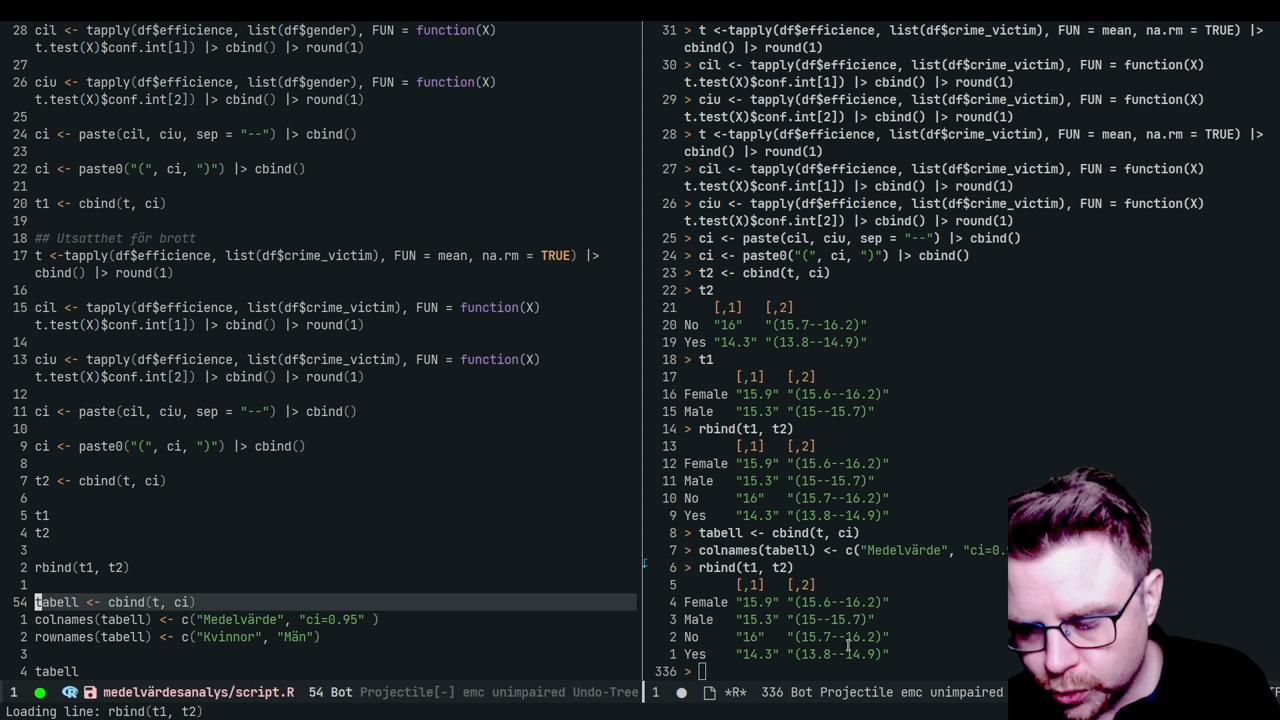 28 cil <- tapply(df$efficience, list(df$gender), FUN = function(X)
t.test(X)$conf.int[1]) |> cbind() |> round(1)
27
26 ciu <- tapply(df$efficience, list(df$gender), FUN = function(X)
t.test(X)$conf.int[2]) |> cbind() |> round(1)
25
24 ci <- paste(cil, ciu, sep = "--") |> cbind()
23
22 ci <- paste0("(", ci, ")") |> cbind()
21
20 t1 <- cbind(t, ci)
19
18 ## Utsatthet för brott
17 t <-tapply(df$efficience, list(df$crime_victim), FUN = mean, na.rm = TRUE) |>
cbind() |> round(1)
16
15 cil <- tapply(df$efficience, list(df$crime_victim), FUN = function(X)
t.test(X)$conf.int[1]) |> cbind() |> round(1)
14
13 ciu <- tapply(df$efficience, list(df$crime_victim), FUN = function(X)
t.test(X)$conf.int[2]) |> cbind() |> round(1)
12
11 ci <- paste(cil, ciu, sep = "--") |> cbind()
10
9 ci <- paste0("(", ci, ")") |> cbind()
8
7 t2 <- cbind(t, ci)
6
5 t1
4 t2
3
2 rbind(t1, t2)
1
54 tabell <- cbind(t, ci)
1 colnames(tabell) <- c("Medelvärde", "ci=0.95" )
2 rownames(tabell) <- c("Kvinnor", "Män")
3
4 tabell
1 R medelvärdesanalys/script.R 54 Bot Projectile[-] emc unimpaired Undo-Tree
Loading line: rbind(t1, t2)
31 > t <-tapply(df$efficience, list(df$crime_victim), FUN = mean, na.rm = TRUE) |>
cbind() |> round(1)
30 > cil <- tapply(df$efficience, list(df$crime_victim), FUN = function(X)
t.test(X)$conf.int[1]) |> cbind() |> round(1)
29 > ciu <- tapply(df$efficience, list(df$crime_victim), FUN = function(X)
t.test(X)$conf.int[2]) |> cbind() |> round(1)
28 > t <-tapply(df$efficience, list(df$crime_victim), FUN = mean, na.rm = TRUE) |>
cbind() |> round(1)
27 > cil <- tapply(df$efficience, list(df$crime_victim), FUN = function(X)
t.test(X)$conf.int[1]) |> cbind() |> round(1)
26 > ciu <- tapply(df$efficience, list(df$crime_victim), FUN = function(X)
t.test(X)$conf.int[2]) |> cbind() |> round(1)
25 > ci <- paste(cil, ciu, sep = "--") |> cbind()
24 > ci <- paste0("(", ci, ")") |> cbind()
23 > t2 <- cbind(t, ci)
22 > t2
21 [,1] [,2]
20 No "16" "(15.7--16.2)"
19 Yes "14.3" "(13.8--14.9)"
18 > t1
17 [,1] [,2]
16 Female "15.9" "(15.6--16.2)"
15 Male "15.3" "(15--15.7)"
14 > rbind(t1, t2)
13 [,1] [,2]
12 Female "15.9" "(15.6--16.2)"
11 Male "15.3" "(15--15.7)"
10 No "16" "(15.7--16.2)"
9 Yes "14.3" "(13.8--14.9)"
8 > tabell <- cbind(t, ci)
7 > colnames(tabell) <- c("Medelvärde", "ci=0.
6 > rbind(t1, t2)
5 [,1] [,2]
4 Female "15.9" "(15.6--16.2)"
3 Male "15.3" "(15--15.7)"
2 No "16" "(15.7--16.2)"
1 Yes "14.3" "(13.8--14.9)"
336 >
1 *R* 336 Bot Projectile emc unimpaired